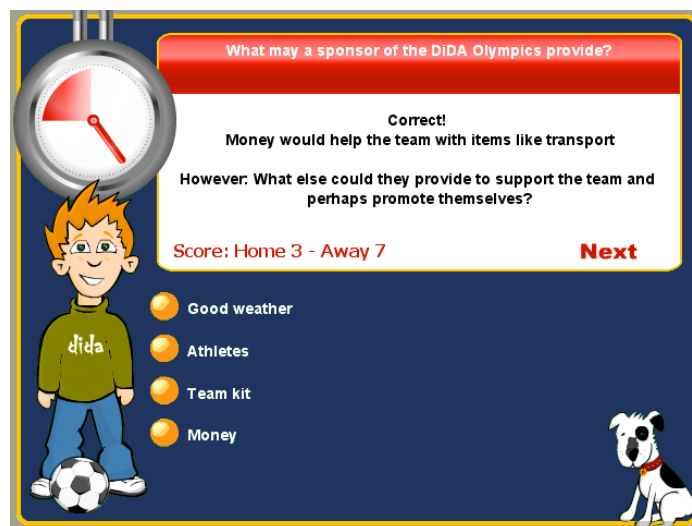 What may a sponsor of the DiDA Olympics provide?
Correct!
Money would help the team with items like transport
However: What else could they provide to support the team and
perhaps promote themselves?
Score: Home 3 - Away 7
Next
Good weather
dida
Athletes
Team kit
Money